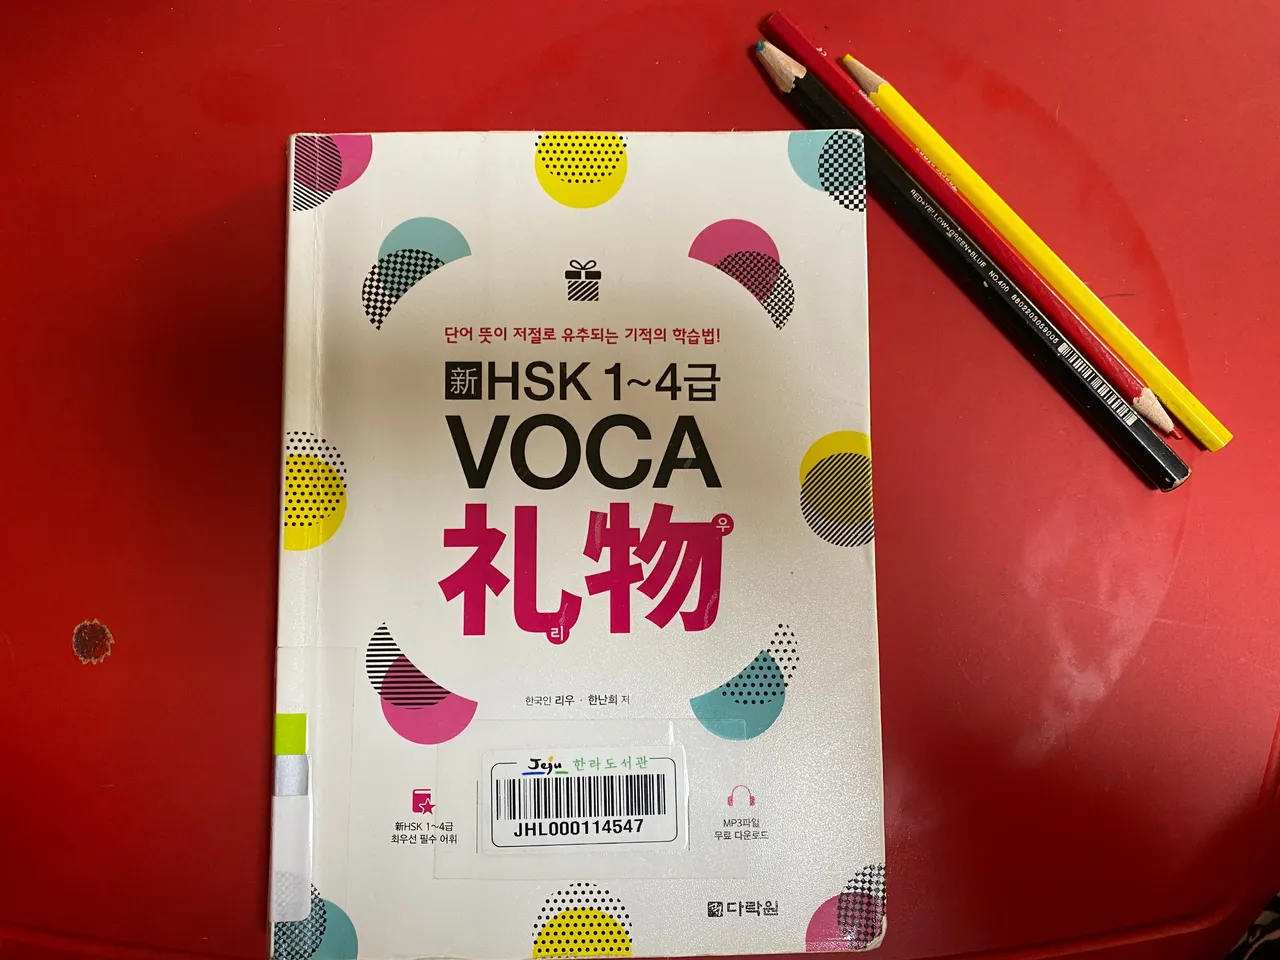 단어 뜻이 저절로 유추되는 기적의 학습법!
新HSK 1~4급
VOCA
礼物
리
우
한국인 리우 · 한난희 저
Jeju 한라도서관
JHL000114547
新HSK 1~4급
최우선 필수 어휘
MP3파일
무료 다운로드
다락원
RED+YELLOW+GREEN+BLUE NO.400 8802203059005